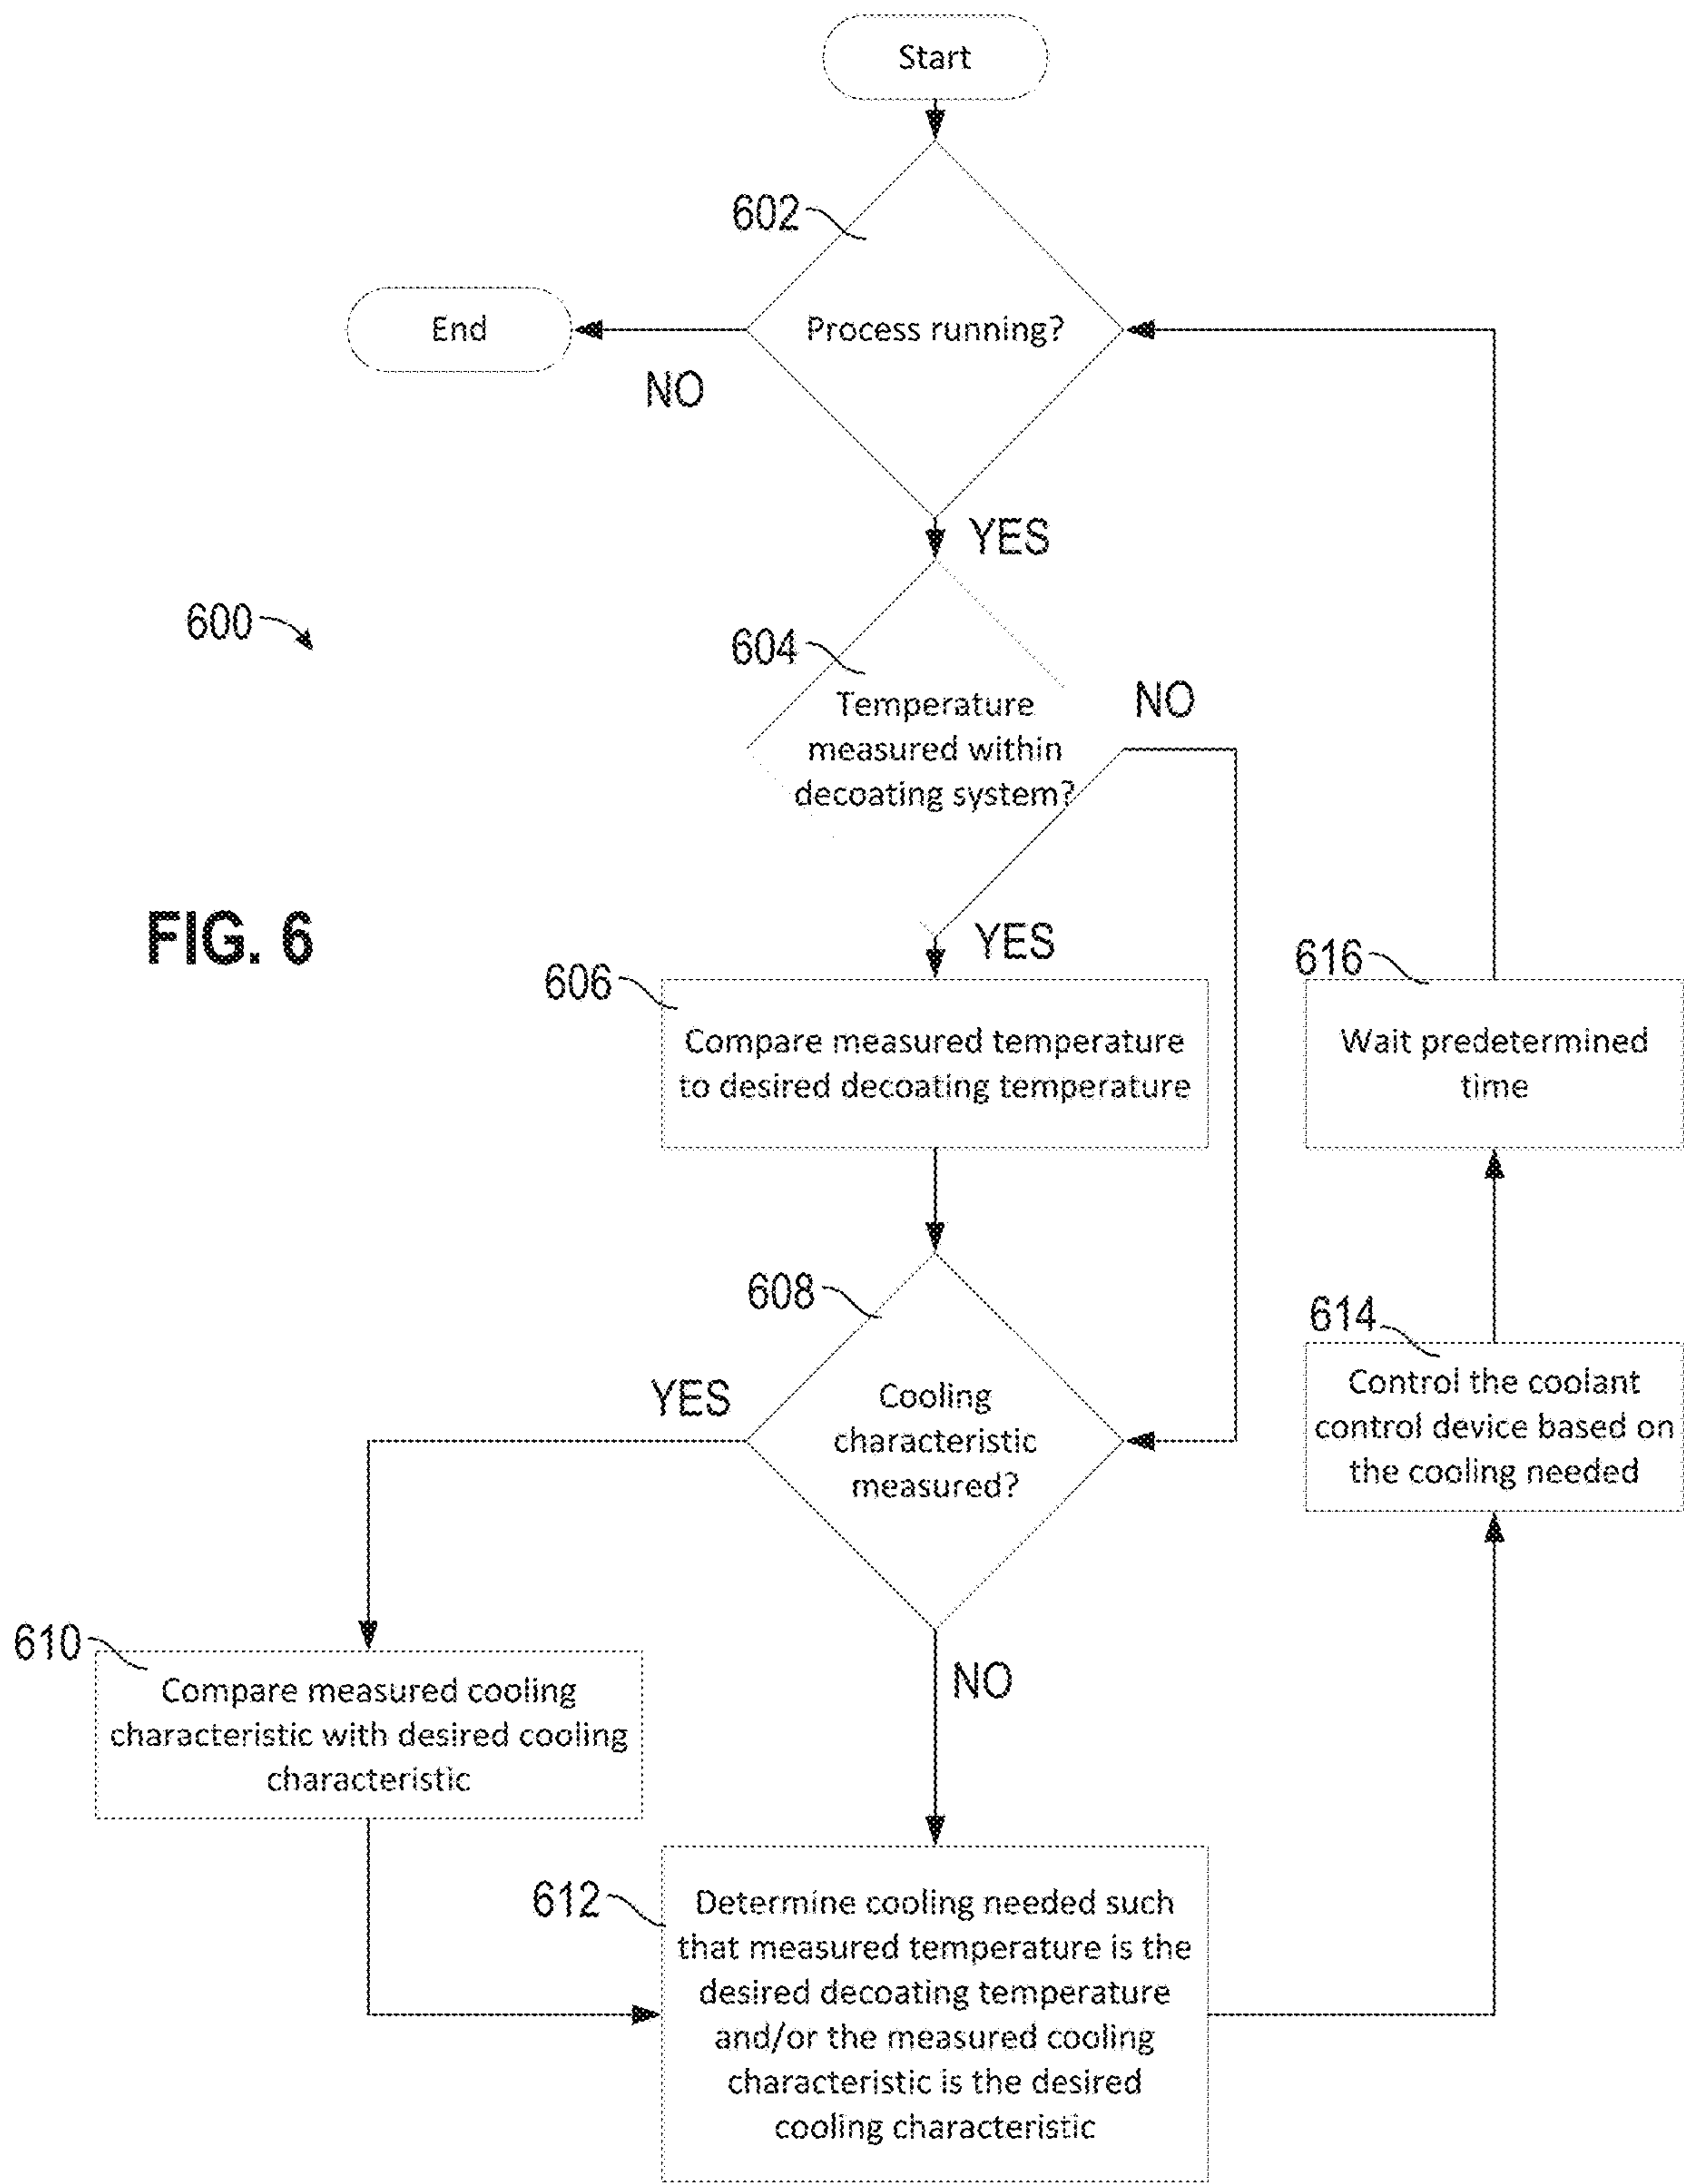 Start
602
Process running?
End
NO
YES
600
604
Temperature
measured within
decoating system?
NO
YES
FIG. 6
606
Compare measured temperature
to desired decoating temperature
616
Wait predetermined
time
608
Cooling
characteristic
measured?
YES
NO
614
Control the coolant
control device based on
the cooling needed
610
Compare measured cooling
characteristic with desired cooling
characteristic
612
Determine cooling needed such
that measured temperature is the
desired decoating temperature
and/or the measured cooling
characteristic is the desired
cooling characteristic